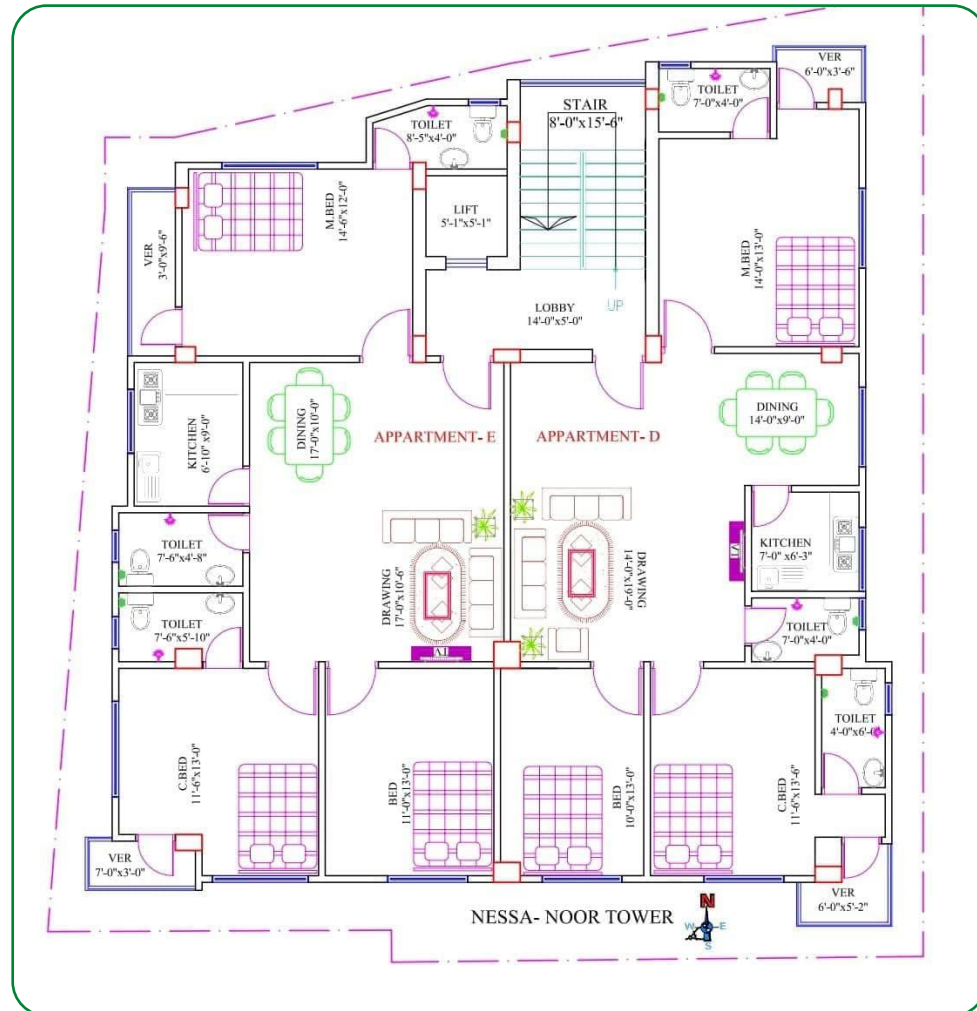 VER
6'-0"x3'-6"
TOILET
7'-0"x4'-0"
STAIR
8'-0"x15'-6"
TOILET
8'-5"x4'-0"
M.BED
14'-6"x12'-0"
LIFT
5'-1"x5'-1"
VER
3'-0"x9'-6"
M.BED
14'-0"x13'-0"
LOBBY
14'-0"x5'-0"
UP
DINING
17'-0"x10'-0"
DINING
14'-0"x9'-0"
APPARTMENT- E
APPARTMENT- D
KITCHEN
6'-10" x9'-0"
TOILET
7'-6"x4'-8"
KITCHEN
7'-0" x6'-3"
TV
DRAWING
17'-0"x10'-6"
DRAWING
14'-0"x19'-0"
TOILET
7'-6"x5'-10"
TOILET
7'-0"x4'-0"
TV
C.BED
11'-6"x13'-0"
BED
11'-0"x13'-0"
BED
10'-0"x13'-0"
C.BED
11'-6"x13'-6"
TOILET
4'-0"x6'-0
VER
7'-0"x3'-0"
VER
6'-0"x5'-2"
NESSA- NOOR TOWER
N
W
E
S